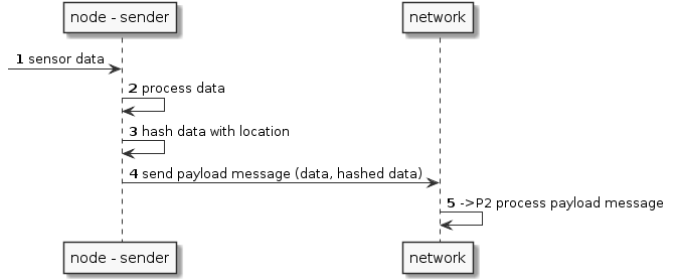 node - sender
network
1 sensor data
2 process data
3 hash data with location
4 send payload message (data, hashed data)
5 ->P2 process payload message
node - sender
network